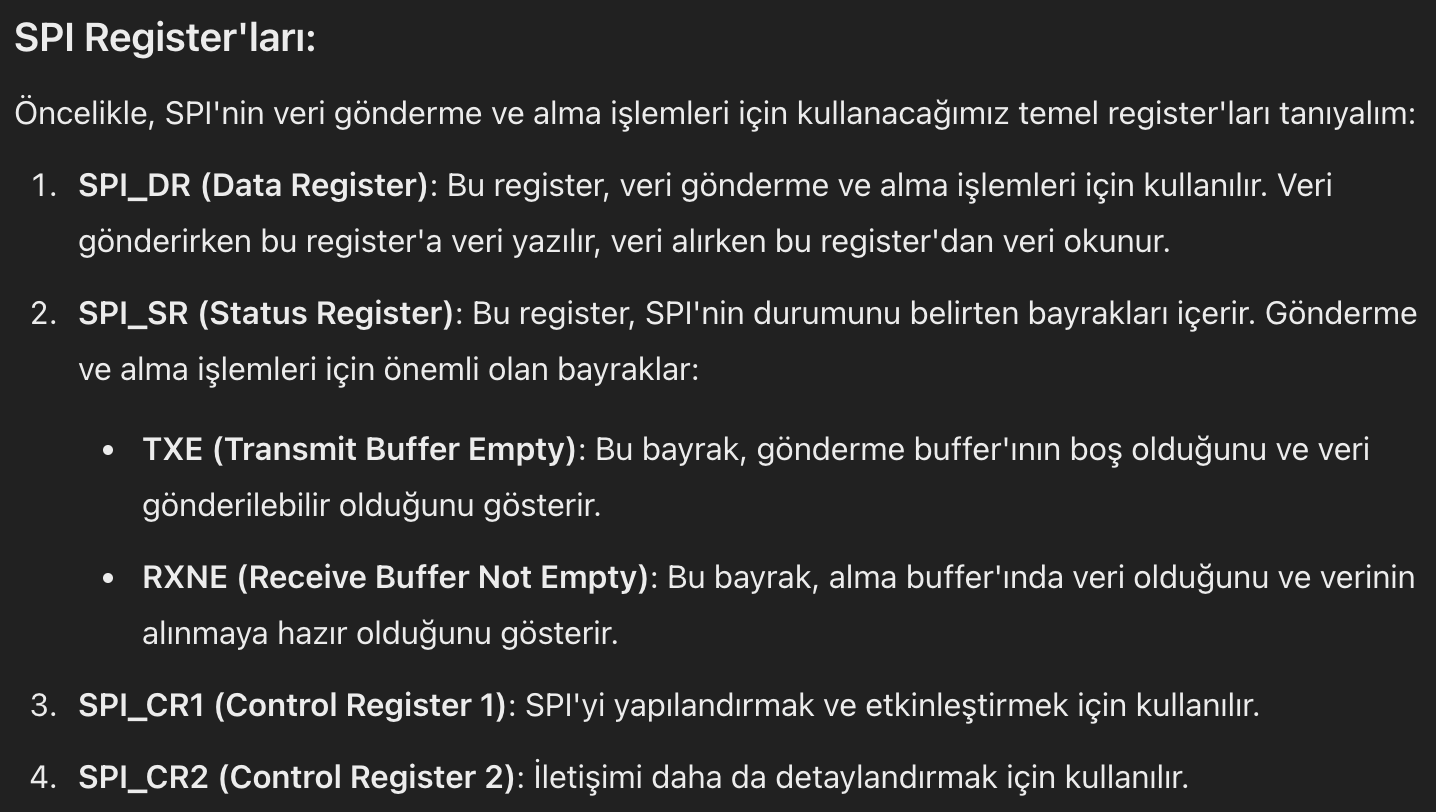 SPI Register'ları:
Öncelikle, SPI'nin veri gönderme ve alma işlemleri için kullanacağımız temel register'ları tanıyalım:
1. SPI_DR (Data Register): Bu register, veri gönderme ve alma işlemleri için kullanılır. Veri
gönderirken bu register'a veri yazılır, veri alırken bu register'dan veri okunur.
2. SPI_SR (Status Register): Bu register, SPI'nin durumunu belirten bayrakları içerir. Gönderme
ve alma işlemleri için önemli olan bayraklar:
• TXE (Transmit Buffer Empty): Bu bayrak, gönderme buffer'ının boş olduğunu ve veri
gönderilebilir olduğunu gösterir.
• RXNE (Receive Buffer Not Empty): Bu bayrak, alma buffer'ında veri olduğunu ve verinin
alınmaya hazır olduğunu gösterir.
3. SPI_CR1 (Control Register 1): SPI'yi yapılandırmak ve etkinleştirmek için kullanılır.
4. SPI_CR2 (Control Register 2): İletişimi daha da detaylandırmak için kullanılır.